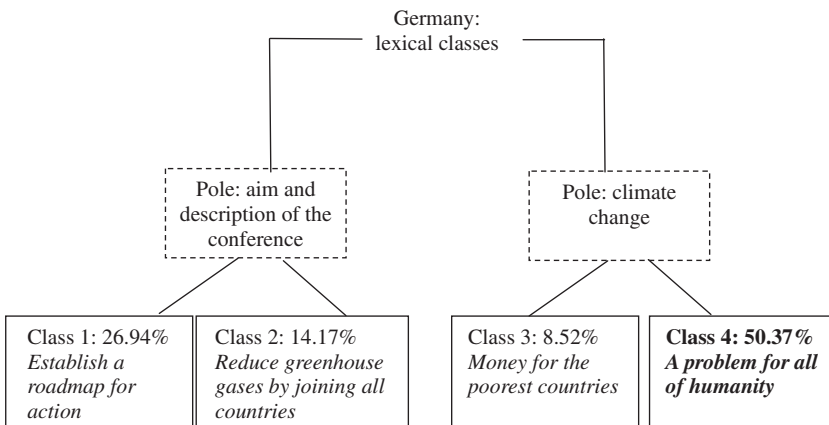 Germany:
lexical classes
Pole: aim and
description of the
conference
Pole: climate
change
Class 1: 26.94%
Establish a
roadmap for
action
Class 2: 14.17%
Reduce greenhouse
gases by joining all
countries
Class 3: 8.52%
Money for the
poorest countries
Class 4: 50.37%
A problem for all
of humanity